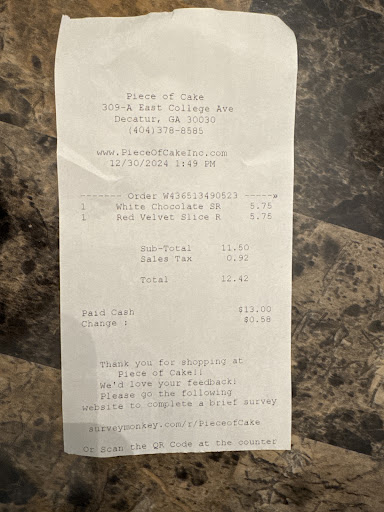 Piece of Cake
309-A East College Ave
Decatur, GA 30030
(404)378-8585
www.PieceOfCakeInc.com
12/30/2024 1:49 PM
-------- Order W436513490523 -----»
1 White Chocolate SR 5.75
1 Red Velvet Slice R 5.75
Sub-Total 11.50
Sales Tax 0.92
Total 12.42
Paid Cash $13.00
Change : $0.58
Thank you for shopping at
Piece of Cake!!
We'd love your feedback!
Please go the following
website to complete a brief survey
surveymonkey.com/r/PieceofCake
Or Scan the QR Code at the counter